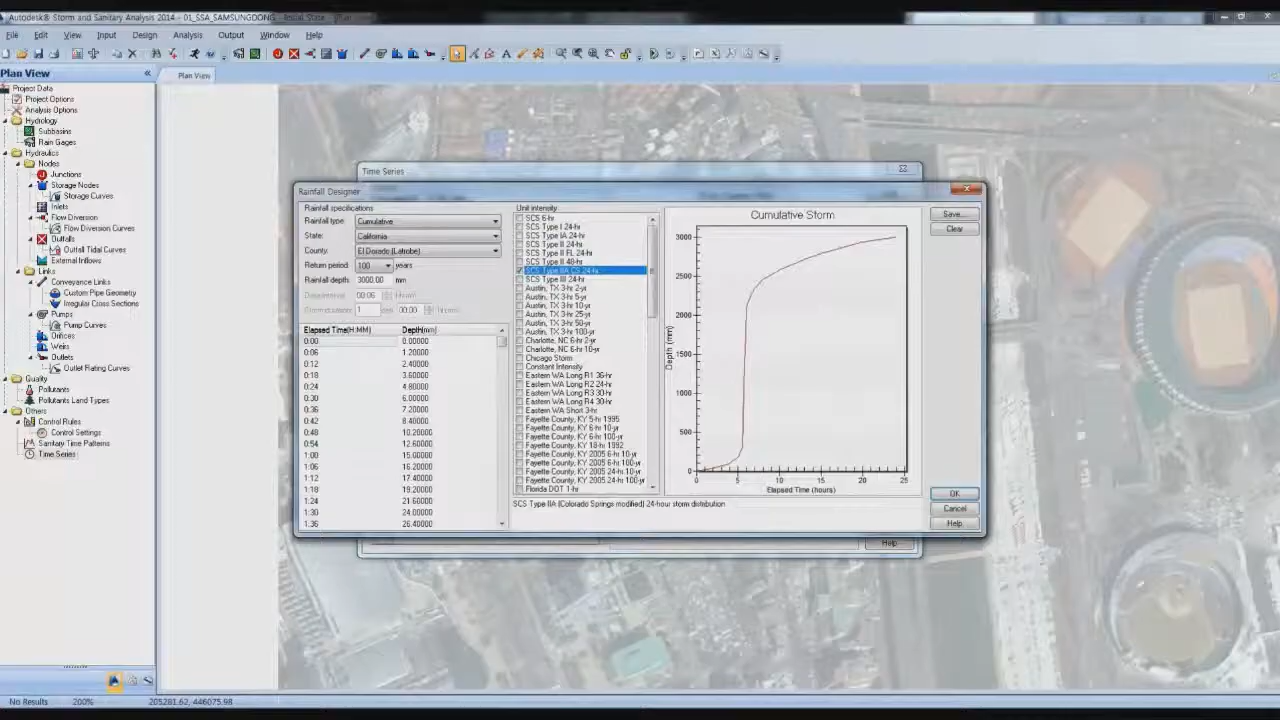 Autodesk® Storm and Sanitary Analysis 2014 - 01_SSA_SAMSUNGDONG - Initial State
File Edit View Input Design Analysis Output Window Help
Plan View
Plan View
Project Data
Project Options
Analysis Options
Hydrology
Subbasins
Rain Gages
Hydraulics
Nodes
Junctions
Storage Nodes
Storage Curves
Inlets
Flow Diversion
Flow Diversion Curves
Outfalls
Outfall Tidal Curves
External Inflows
Links
Conveyance Links
Custom Pipe Geometry
Irregular Cross Sections
Pumps
Pump Curves
Orifices
Weirs
Outlets
Outlet Rating Curves
Quality
Pollutants
Pollutants Land Types
Others
Control Rules
Control Settings
Sanitary Time Patterns
Time Series
Time Series
Rainfall Designer
Rainfall specifications
Rainfall type: Cumulative
State: California
County: El Dorado (Latrobe)
Return period: 100 years
Rainfall depth: 3000.00 mm
Elapsed Time(H:MM) Depth(mm)
0:00 0.00000
0:06 1.20000
0:12 2.40000
0:18 3.60000
0:24 4.80000
0:30 6.00000
0:36 7.20000
0:42 8.40000
0:48 10.20000
0:54 12.60000
1:00 15.00000
1:06 16.20000
1:12 17.40000
1:18 19.20000
1:24 21.60000
1:30 24.00000
1:36 26.40000
Unit intensity
SCS 6-hr
SCS Type I 24-hr
SCS Type IA 24-hr
SCS Type II 24-hr
SCS Type II FL 24-hr
SCS Type II 48-hr
SCS Type IIA CS 24-hr
SCS Type III 24-hr
Austin, TX 3-hr 2-yr
Austin, TX 3-hr 5-yr
Austin, TX 3-hr 10-yr
Austin, TX 3-hr 25-yr
Austin, TX 3-hr 50-yr
Austin, TX 3-hr 100-yr
Charlotte, NC 6-hr 2-yr
Charlotte, NC 6-hr 10-yr
Chicago Storm
Constant Intensity
Eastern WA Long R1 36-hr
Eastern WA Long R2 24-hr
Eastern WA Long R3 30-hr
Eastern WA Long R4 30-hr
Eastern WA Short 3-hr
Fayette County, KY 5-hr 1995
Fayette County, KY 6-hr 10-yr
Fayette County, KY 6-hr 100-yr
Fayette County, KY 18-hr 1992
Fayette County, KY 2005 6-hr 10-yr
Fayette County, KY 2005 6-hr 100-yr
Fayette County, KY 2005 24-hr 10-yr
Fayette County, KY 2005 24-hr 100-yr
Florida DOT 1-hr
SCS Type IIA (Colorado Springs modified) 24-hour storm distribution
Cumulative Storm
Depth (mm)
3000
2500
2000
1500
1000
500
0
0 5 10 15 20 25
Elapsed Time (hours)
Save...
Clear
OK
Cancel
Help
Help
No Results 200% 205281.62, 446075.98